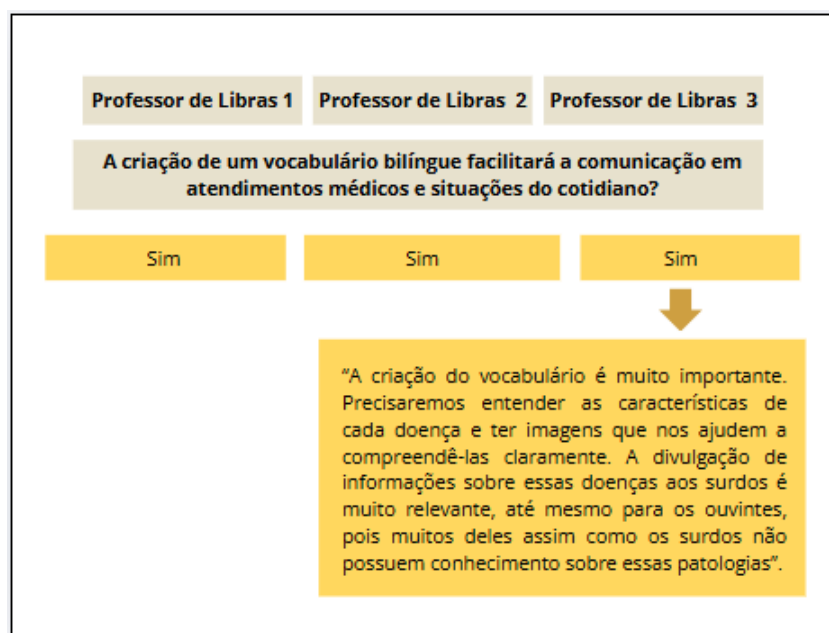 Professor de Libras 1
Professor de Libras 2
Professor de Libras 3
A criação de um vocabulário bilíngue facilitará a comunicação em
atendimentos médicos e situações do cotidiano?
Sim
Sim
Sim
“A criação do vocabulário é muito importante.
Precisaremos entender as características de
cada doença e ter imagens que nos ajudem a
compreendê-las claramente. A divulgação de
informações sobre essas doenças aos surdos é
muito relevante, até mesmo para os ouvintes,
pois muitos deles assim como os surdos não
possuem conhecimento sobre essas patologias”.